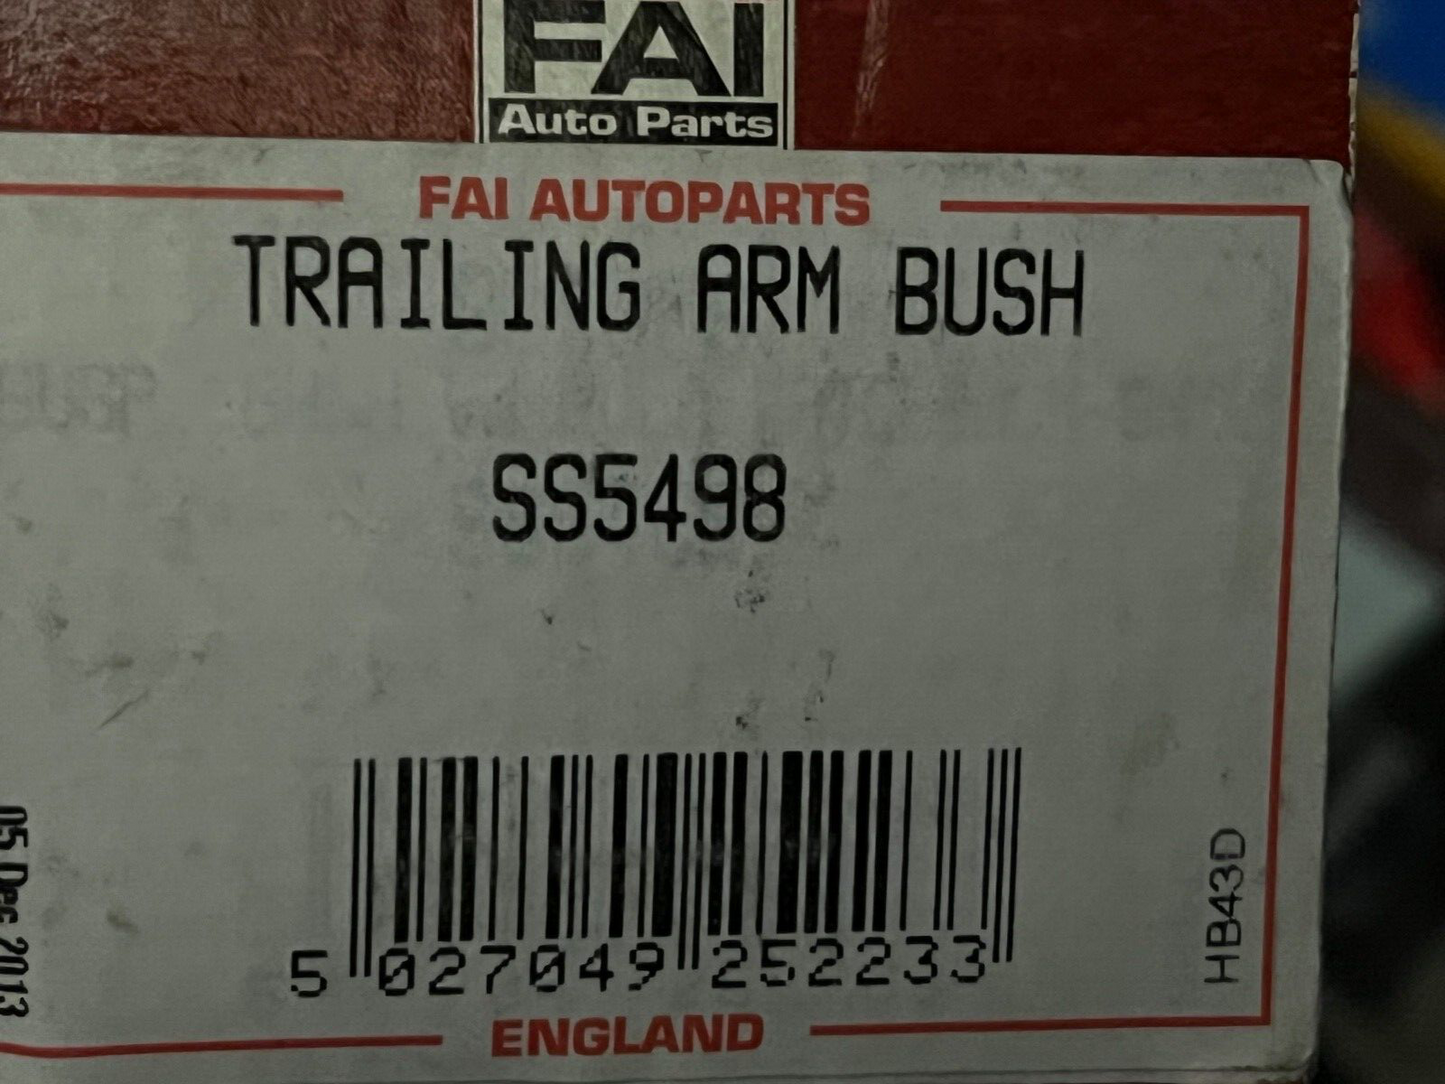 FAI
Auto Parts
FAI AUTOPARTS
TRAILING ARM BUSH
SS5498
5 027049 252233
HB43D
05 Dec 2013
ENGLAND